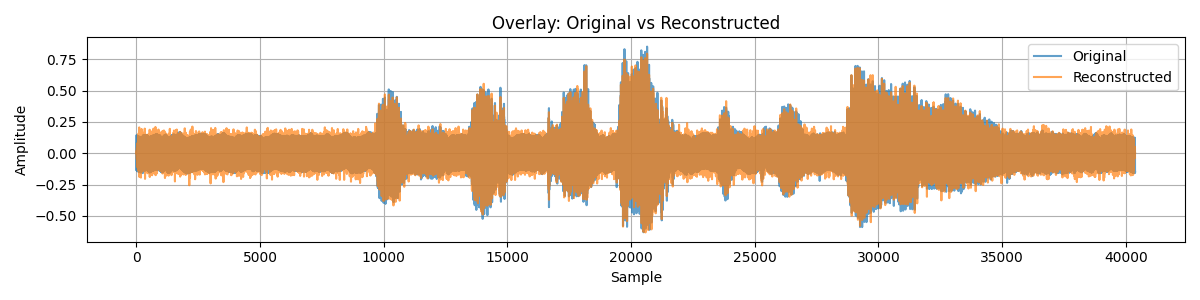 Overlay: Original vs Reconstructed
Original
Reconstructed
Amplitude
0.75
0.50
0.25
0.00
−0.25
−0.50
0 5000 10000 15000 20000 25000 30000 35000 40000
Sample